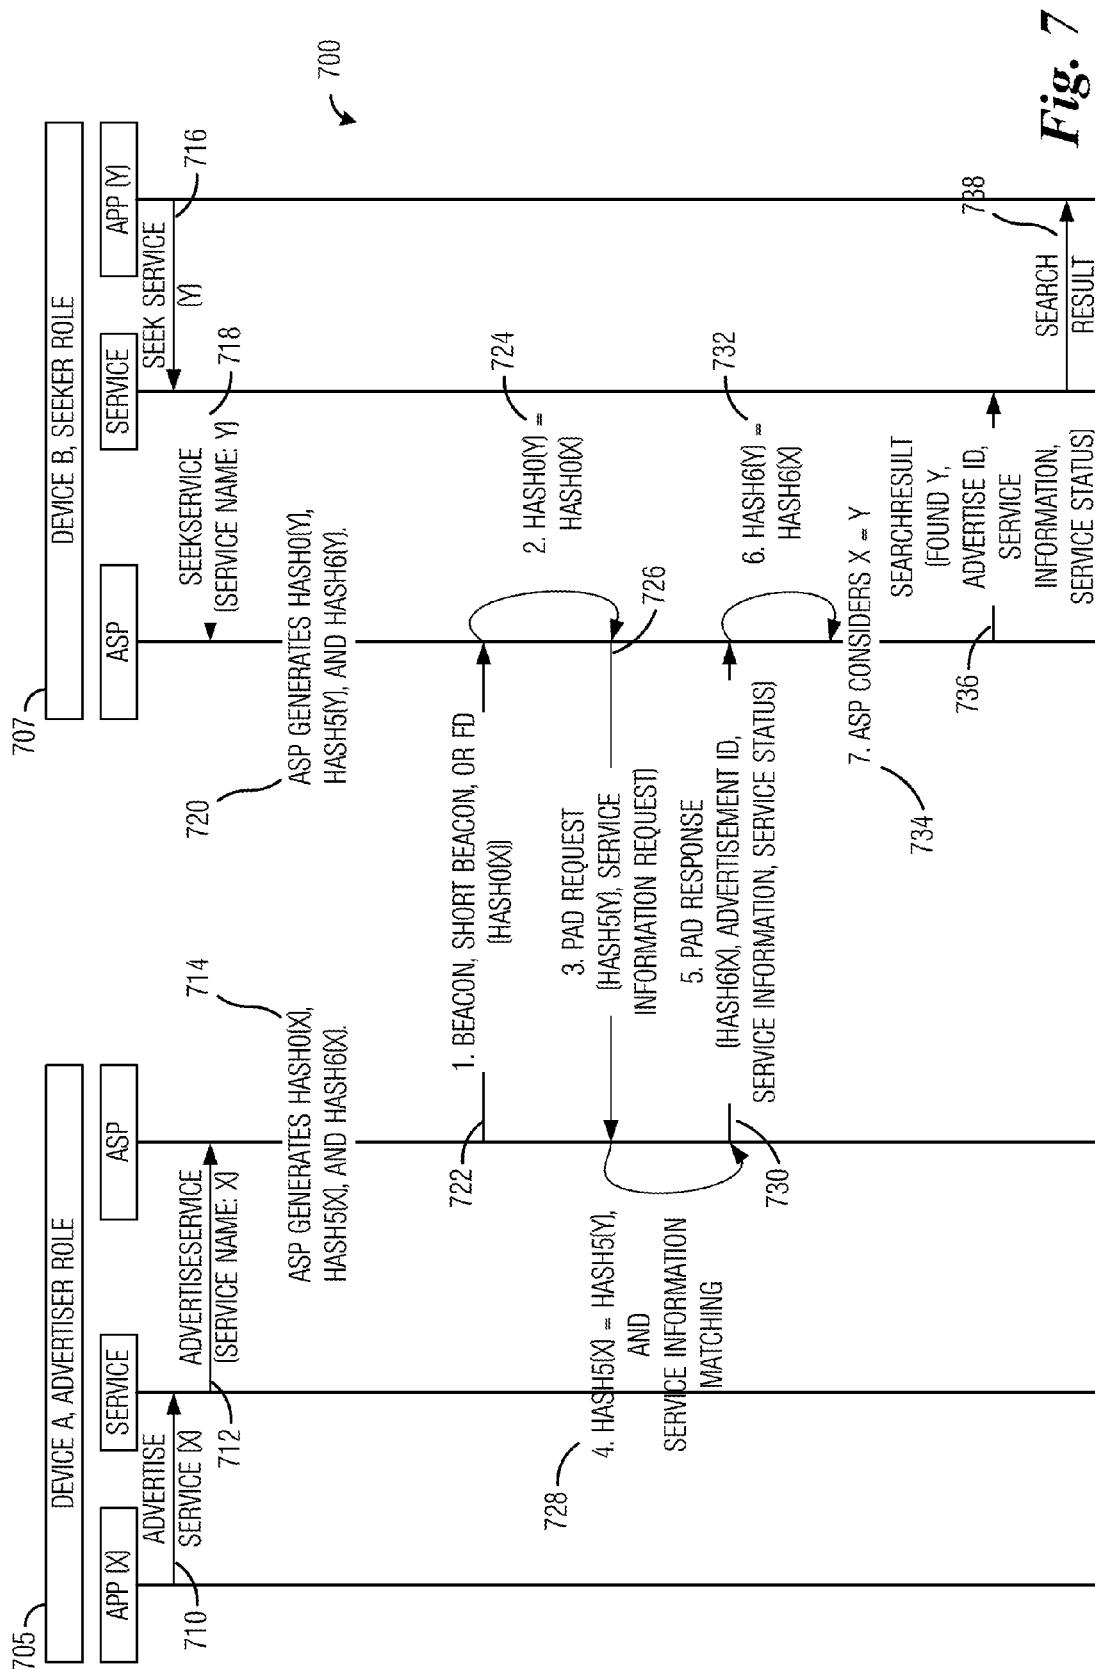 705
DEVICE A, ADVERTISER ROLE
APP (X)
SERVICE
ASP
707
DEVICE B, SEEKER ROLE
ASP
SERVICE
APP (Y)
700
710
ADVERTISE
SERVICE (X)
712
ADVERTISESERVICE
(SERVICE NAME: X)
714
ASP GENERATES HASH0(X),
HASH5(X), AND HASH6(X).
716
SEEK SERVICE
(Y)
718
SEEKSERVICE
(SERVICE NAME: Y)
720
ASP GENERATES HASH0(Y),
HASH5(Y), AND HASH6(Y).
722
1. BEACON, SHORT BEACON, OR FD
(HASH0(X))
724
2. HASH0(Y) =
HASH0(X)
726
3. PAD REQUEST
(HASH5(Y), SERVICE
INFORMATION REQUEST)
728
4. HASH5(X) = HASH5(Y),
AND
SERVICE INFORMATION
MATCHING
730
5. PAD RESPONSE
(HASH6(X), ADVERTISEMENT ID,
SERVICE INFORMATION, SERVICE STATUS)
732
6. HASH6(Y) =
HASH6(X)
734
7. ASP CONSIDERS X = Y
736
SEARCHRESULT
(FOUND Y,
ADVERTISE ID,
SERVICE
INFORMATION,
SERVICE STATUS)
738
SEARCH
RESULT
Fig. 7